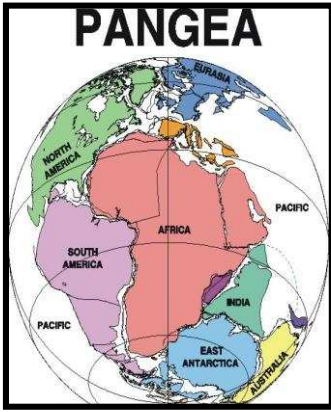 PANGEA
EURASIA
NORTH
AMERICA
AFRICA
PACIFIC
SOUTH
AMERICA
INDIA
PACIFIC
EAST
ANTARCTICA
AUSTRALIA